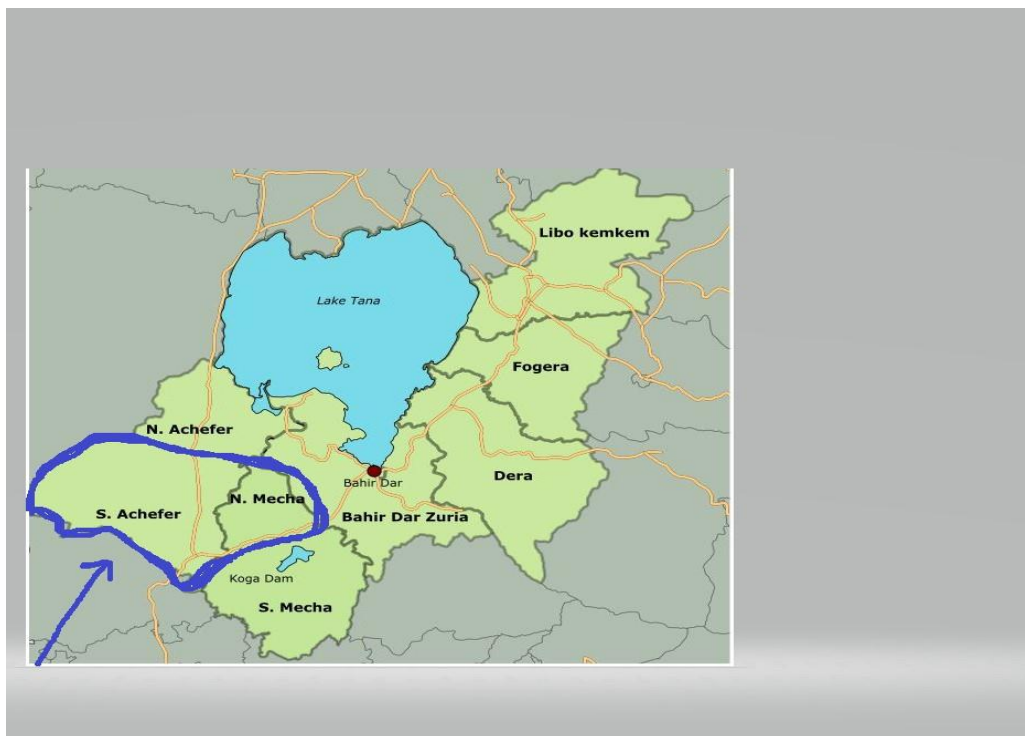 Libo kemkem
Lake Tana
Fogera
N. Achefer
Dera
Bahir Dar
N. Mecha
S. Achefer
Bahir Dar Zuria
Koga Dam
S. Mecha